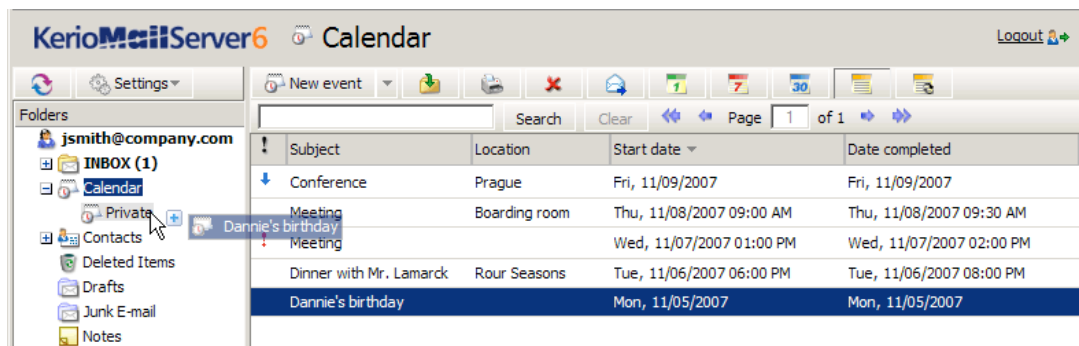 KerioMailServer6 Calendar Logout
Settings New event 1 7 30
Folders Search Clear Page 1 of 1
jsmith@company.com
! Subject Location Start date Date completed
INBOX (1)
Conference Prague Fri, 11/09/2007 Fri, 11/09/2007
Calendar
Private Meeting Boarding room Thu, 11/08/2007 09:00 AM Thu, 11/08/2007 09:30 AM
Dannie's birthday
Contacts ! Meeting Wed, 11/07/2007 01:00 PM Wed, 11/07/2007 02:00 PM
Deleted Items
Dinner with Mr. Lamarck Rour Seasons Tue, 11/06/2007 06:00 PM Tue, 11/06/2007 08:00 PM
Drafts
Dannie's birthday Mon, 11/05/2007 Mon, 11/05/2007
Junk E-mail
Notes